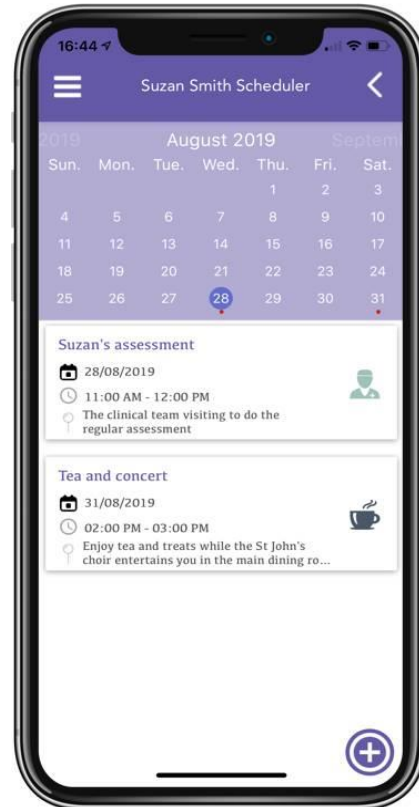 16:44
Suzan Smith Scheduler
2019 August 2019 Septem
Sun. Mon. Tue. Wed. Thu. Fri. Sat.
1 2 3
4 5 6 7 8 9 10
11 12 13 14 15 16 17
18 19 20 21 22 23 24
25 26 27 28 29 30 31
Suzan's assessment
28/08/2019
11:00 AM - 12:00 PM
The clinical team visiting to do the
regular assessment
Tea and concert
31/08/2019
02:00 PM - 03:00 PM
Enjoy tea and treats while the St John's
choir entertains you in the main dining ro...